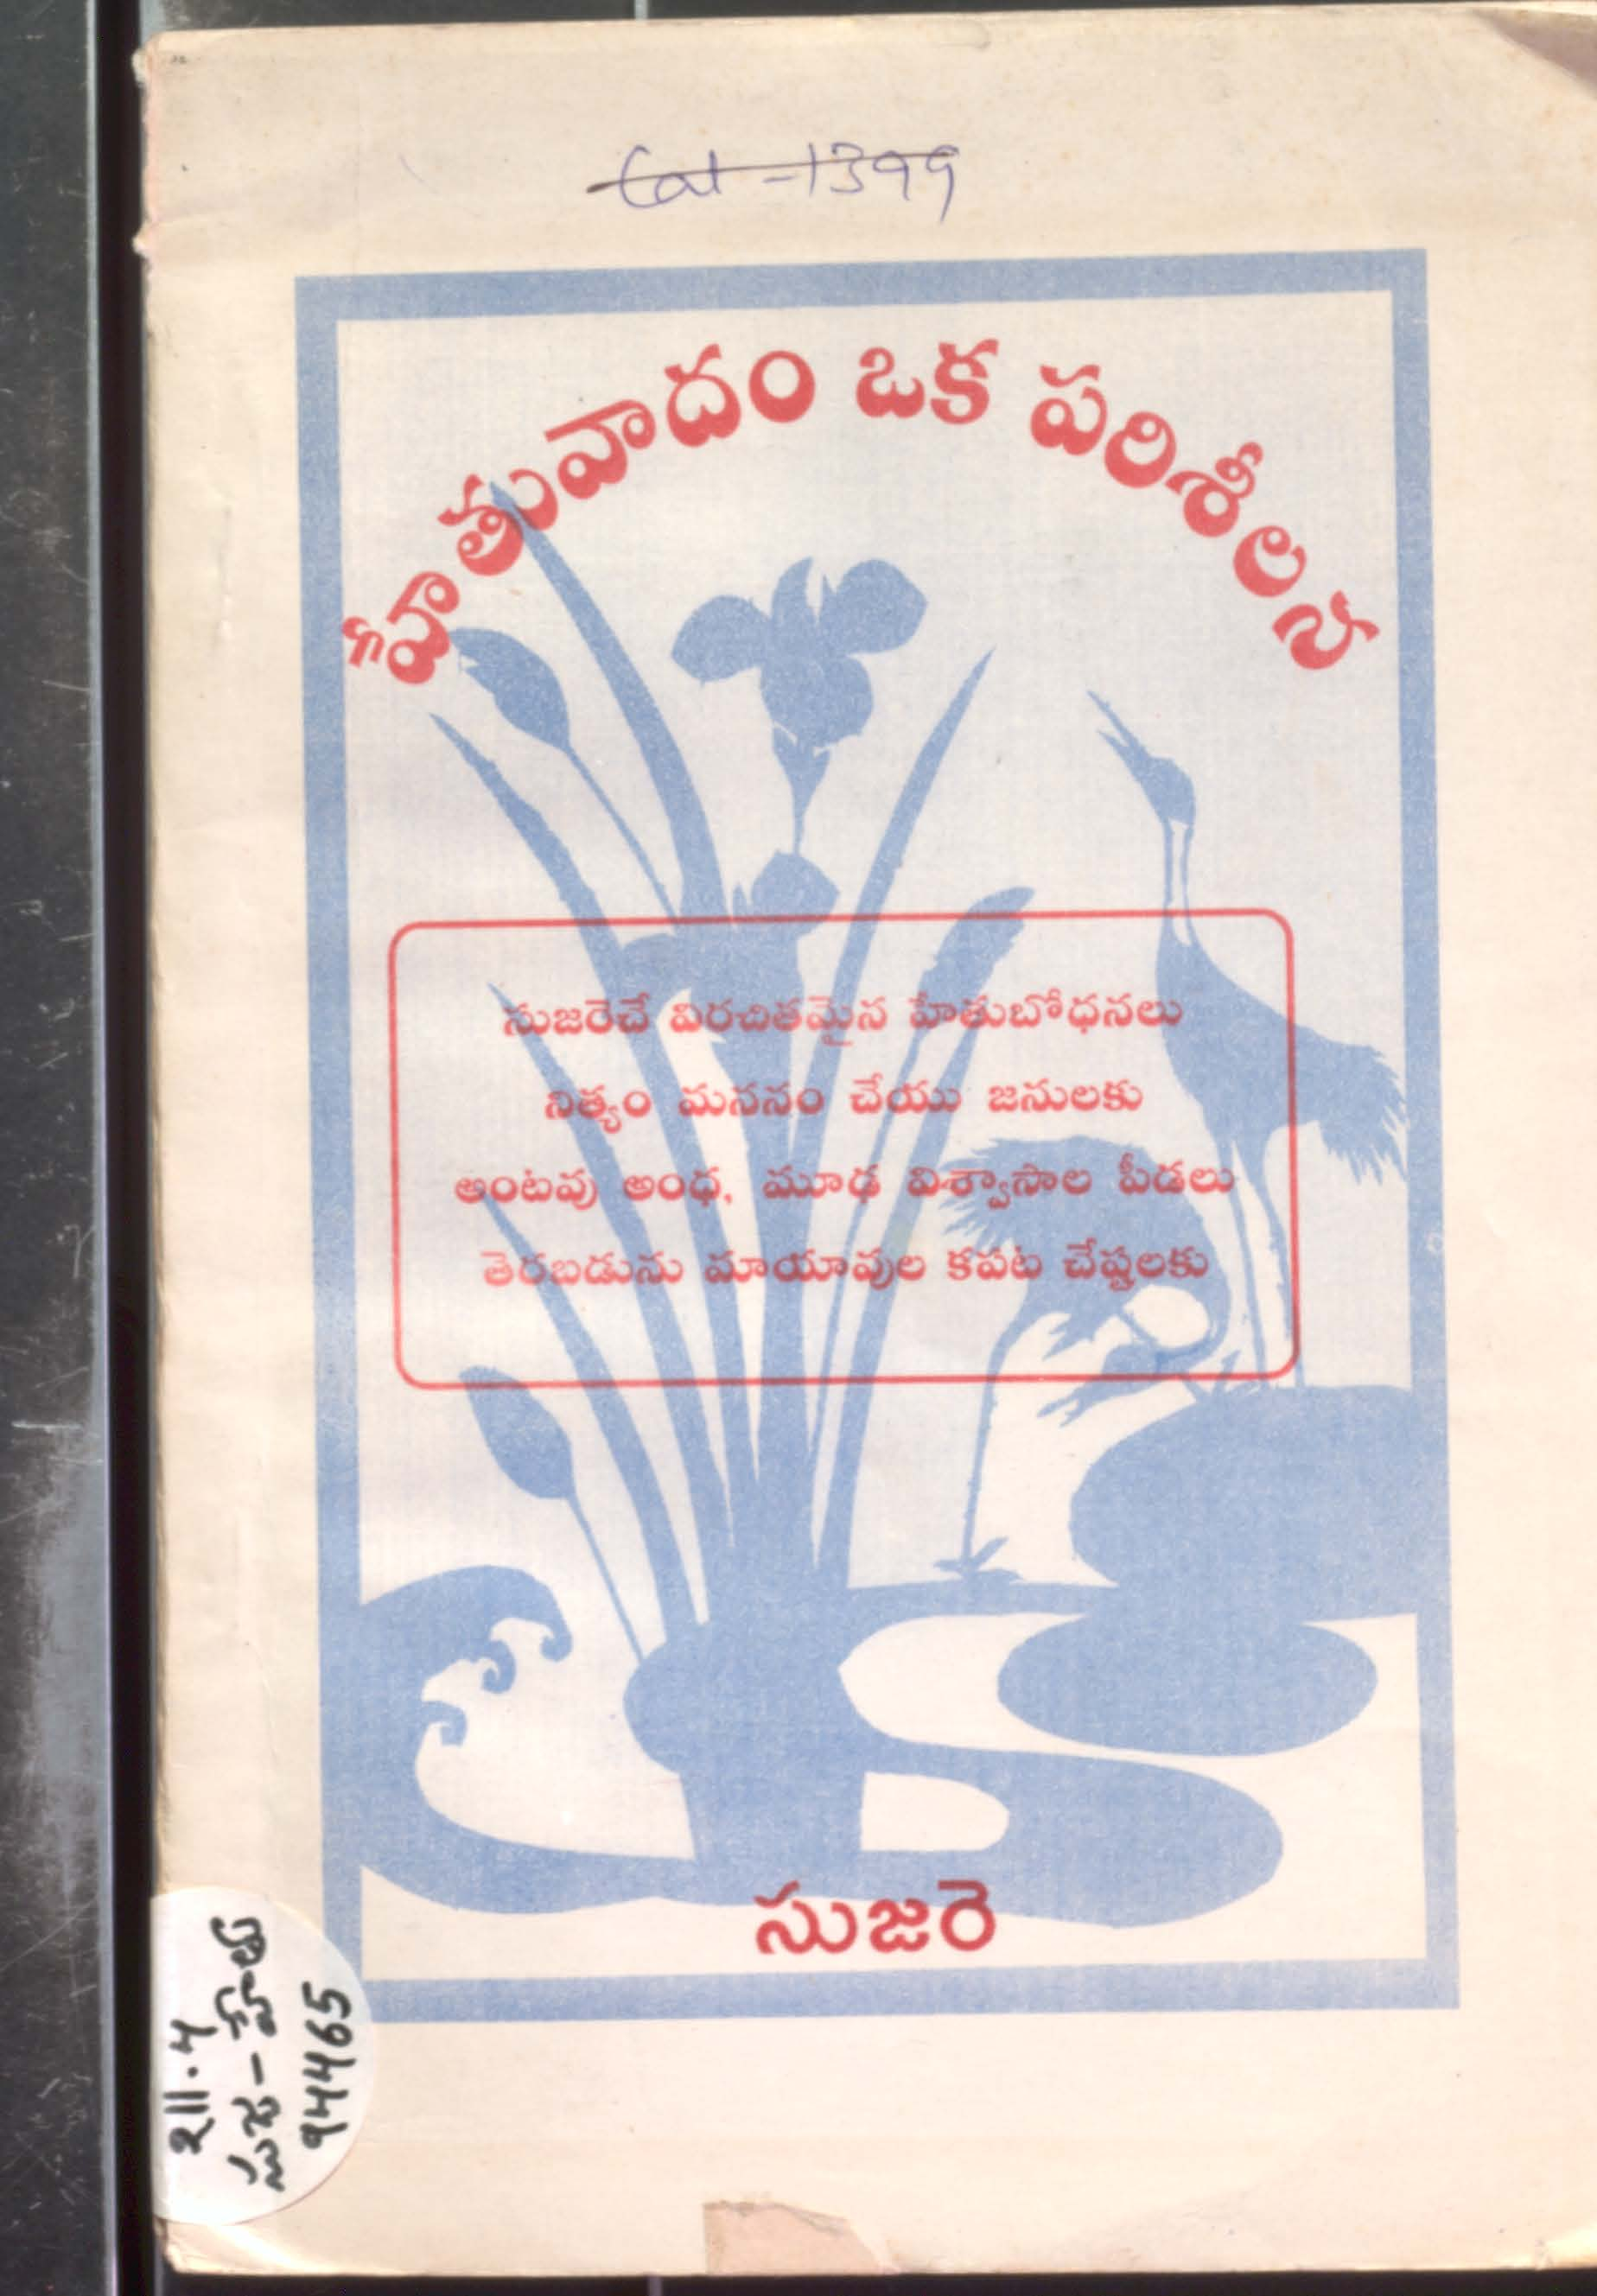 Cat-1399
హేతువాదం ఒక పరిశీలన
సుజరెచే విరచితమైన హేతుబోధనలు
నిత్యం మననం చేయు జనులకు
అంటవు అంధ, మూఢ విశ్వాసాల పీడలు
తెరబడును మాయావుల కపట చేష్టలకు
సుజరె
211.4
సుజ-హేతు
94465